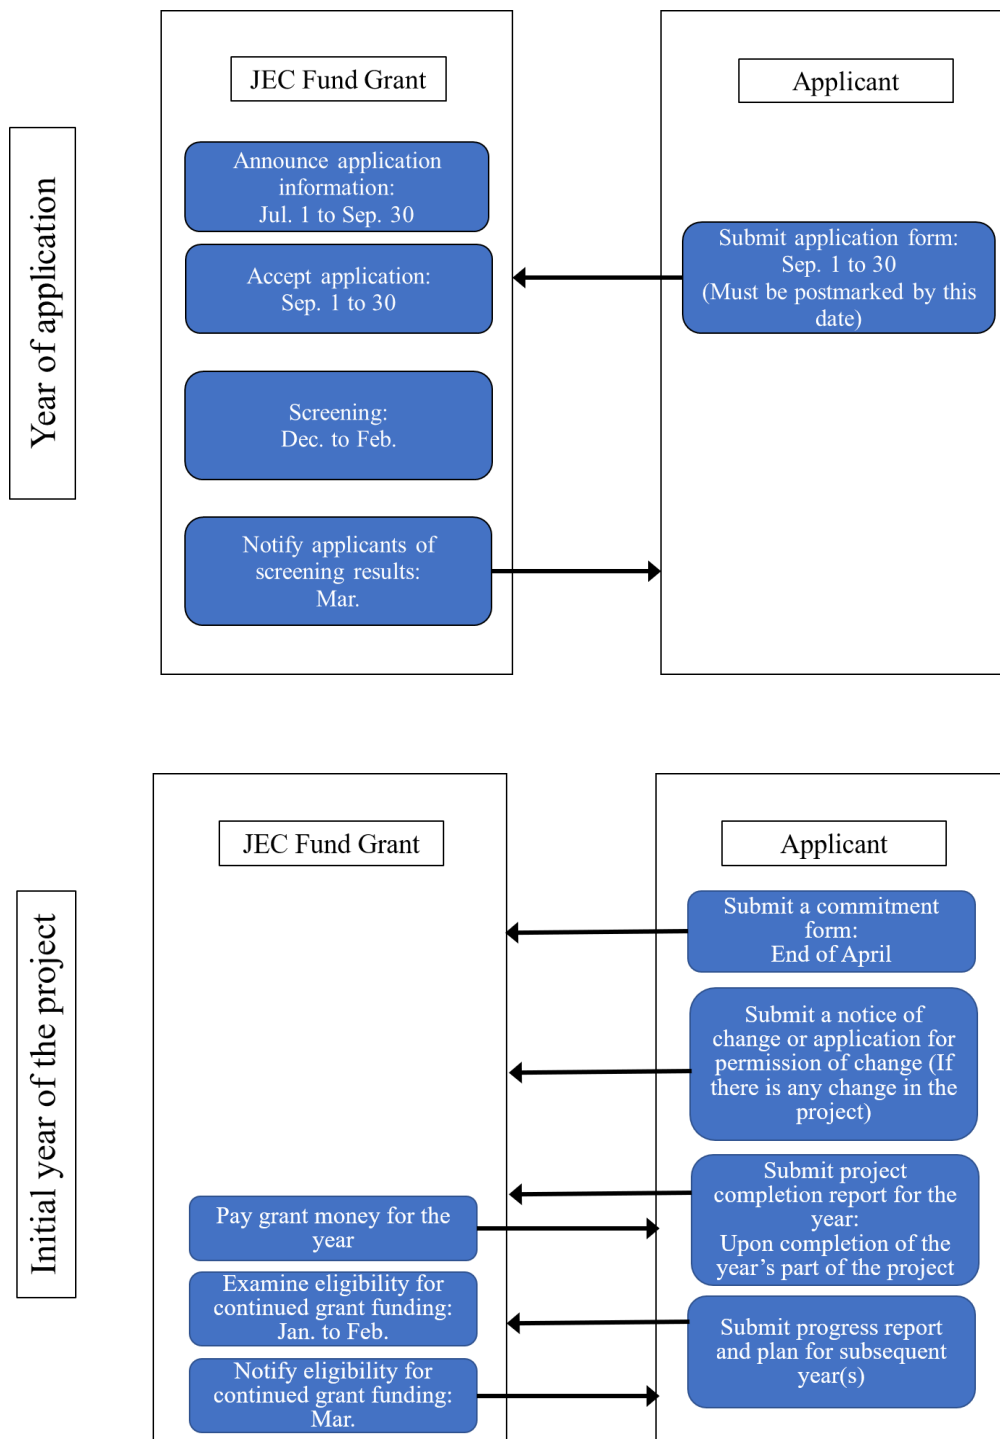 Year of application
JEC Fund Grant
Announce application
information:
Jul. 1 to Sep. 30
Accept application:
Sep. 1 to 30
Screening:
Dec. to Feb.
Notify applicants of
screening results:
Mar.
Applicant
Submit application form:
Sep. 1 to 30
(Must be postmarked by this
date)
Initial year of the project
JEC Fund Grant
Pay grant money for the
year
Examine eligibility for
continued grant funding:
Jan. to Feb.
Notify eligibility for
continued grant funding:
Mar.
Applicant
Submit a commitment
form:
End of April
Submit a notice of
change or application for
permission of change (If
there is any change in the
project)
Submit project
completion report for the
year:
Upon completion of the
year’s part of the project
Submit progress report
and plan for subsequent
year(s)